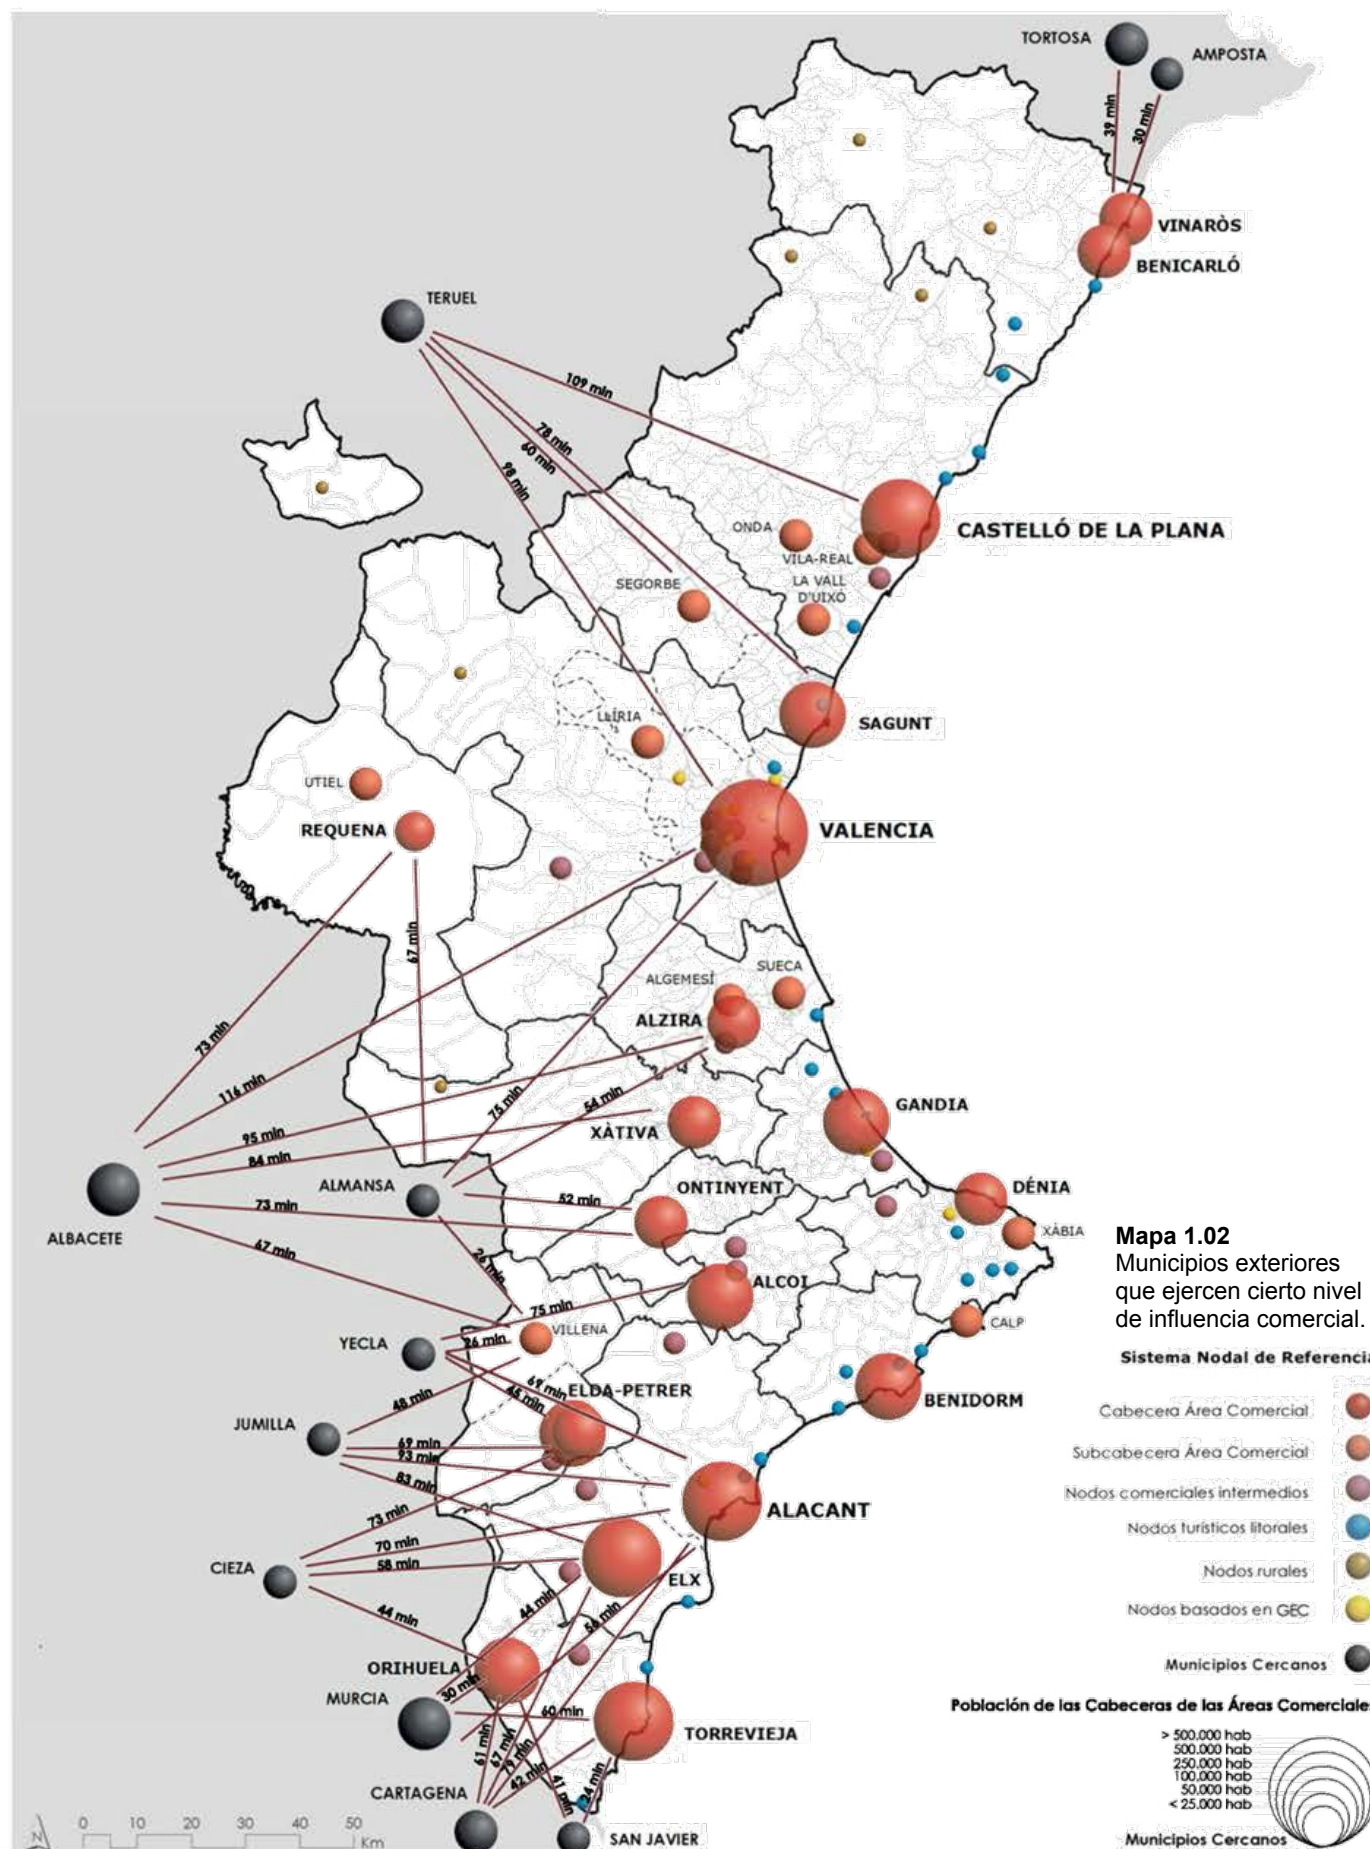 TORTOSA
AMPOSTA
39 min
30 min
VINARÒS
BENICARLÓ
TERUEL
109 min
78 min
60 min
98 min
ONDA
CASTELLÓ DE LA PLANA
VILA-REAL
SEGORBE
LA VALL
D'UIXÓ
LLÍRIA
SAGUNT
UTIEL
REQUENA
VALENCIA
67 min
ALGEMESÍ
SUECA
ALZIRA
73 min
116 min
75 min
54 min
GANDIA
95 min
84 min
XÀTIVA
ALMANSA
ONTINYENT
DÉNIA
52 min
73 min
ALBACETE
XÀBIA
67 min
26 min
ALCOI
75 min
Mapa 1.02
Municipios exteriores
que ejercen cierto nivel
de influencia comercial.
YECLA
26 min
VILLENA
CALP
Sistema Nodal de Referencia
69 min
45 min
ELDA-PETRER
48 min
BENIDORM
Cabecera Área Comercial
JUMILLA
69 min
93 min
83 min
Subcabecera Área Comercial
Nodos comerciales intermedios
ALACANT
73 min
70 min
58 min
Nodos turísticos litorales
CIEZA
ELX
Nodos rurales
44 min
44 min
56 min
Nodos basados en GEC
ORIHUELA
Municipios Cercanos
30 min
MURCIA
60 min
Población de las Cabeceras de las Áreas Comerciales
TORREVIEJA
61 min
67 min
79 min
42 min
41 min
24 min
> 500.000 hab
500.000 hab
250.000 hab
100.000 hab
50.000 hab
< 25.000 hab
CARTAGENA
SAN JAVIER
Municipios Cercanos
N
0 10 20 30 40 50
Km